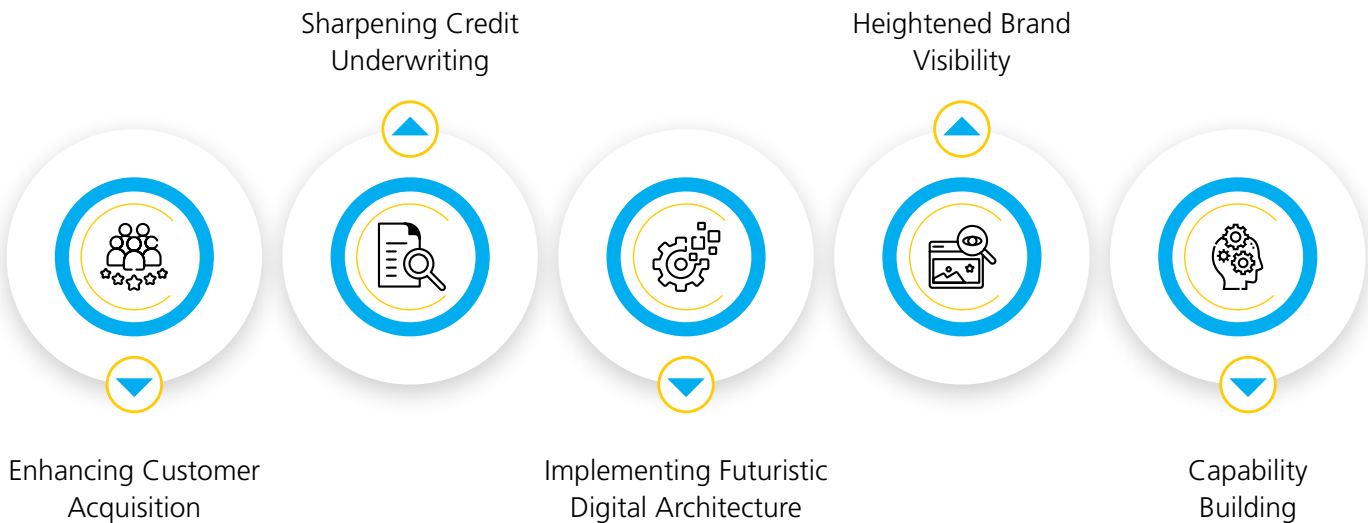 Sharpening Credit
Underwriting
Heightened Brand
Visibility
Enhancing Customer
Acquisition
Implementing Futuristic
Digital Architecture
Capability
Building